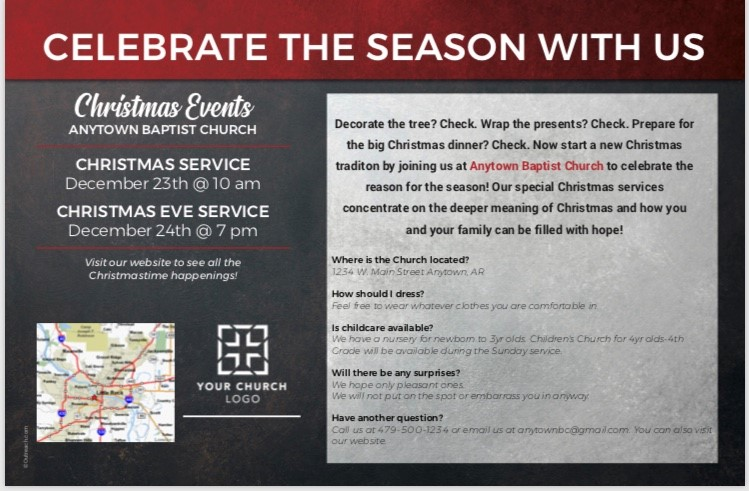 CELEBRATE THE SEASON WITH US
Christmas Events
ANYTOWN BAPTIST CHURCH
CHRISTMAS SERVICE
December 23th @ 10 am
CHRISTMAS EVE SERVICE
December 24th @ 7 pm
Visit our website to see all the
Christmastime happenings!
Little Rock
YOUR CHURCH
LOGO
Decorate the tree? Check. Wrap the presents? Check. Prepare for
the big Christmas dinner? Check. Now start a new Christmas
traditon by joining us at Anytown Baptist Church to celebrate the
reason for the season! Our special Christmas services
concentrate on the deeper meaning of Christmas and how you
and your family can be filled with hope!
Where is the Church located?
1234 W. Main Street Anytown, AR
How should I dress?
Feel free to wear whatever clothes you are comfortable in
Is childcare available?
We have a nursery for newborn to 3yr olds. Children's Church for 4yr olds-4th
Grade will be available during the Sunday service.
Will there be any surprises?
We hope only pleasant ones.
We will not put on the spot or embarrass you in anyway.
Have another question?
Call us at 479-500-1234 or email us at anytownbc@gmail.com. You can also visit
our website.